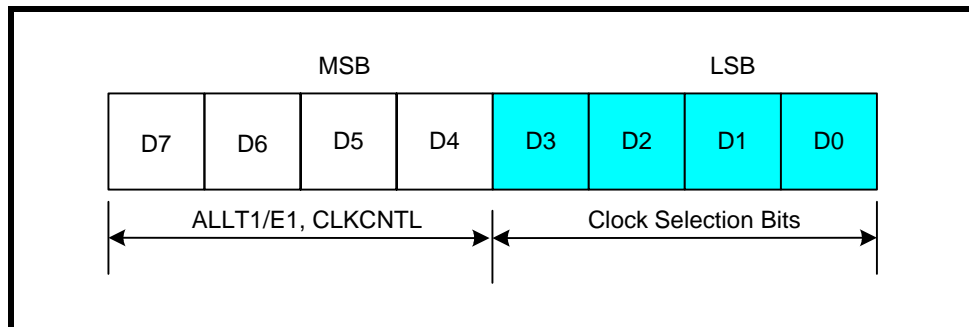 MSB LSB
D7 D6 D5 D4 D3 D2 D1 D0
ALLT1/E1, CLKCNTL Clock Selection Bits